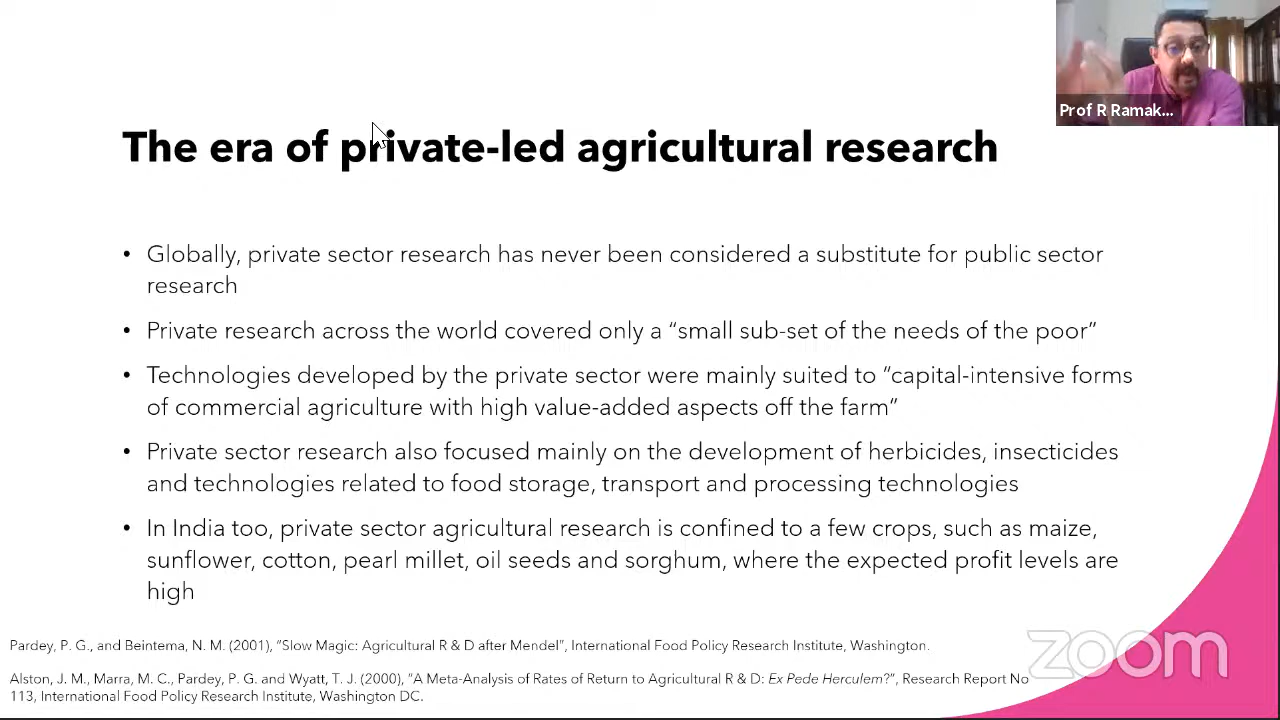 Prof R Ramak...
The era of private-led agricultural research
• Globally, private sector research has never been considered a substitute for public sector
research
• Private research across the world covered only a “small sub-set of the needs of the poor”
• Technologies developed by the private sector were mainly suited to “capital-intensive forms
of commercial agriculture with high value-added aspects off the farm”
• Private sector research also focused mainly on the development of herbicides, insecticides
and technologies related to food storage, transport and processing technologies
• In India too, private sector agricultural research is confined to a few crops, such as maize,
sunflower, cotton, pearl millet, oil seeds and sorghum, where the expected profit levels are
high
Pardey, P. G., and Beintema, N. M. (2001), “Slow Magic: Agricultural R & D after Mendel”, International Food Policy Research Institute, Washington.
Alston, J. M., Marra, M. C., Pardey, P. G. and Wyatt, T. J. (2000), “A Meta-Analysis of Rates of Return to Agricultural R & D: Ex Pede Herculem?”, Research Report No
113, International Food Policy Research Institute, Washington DC.
zoom